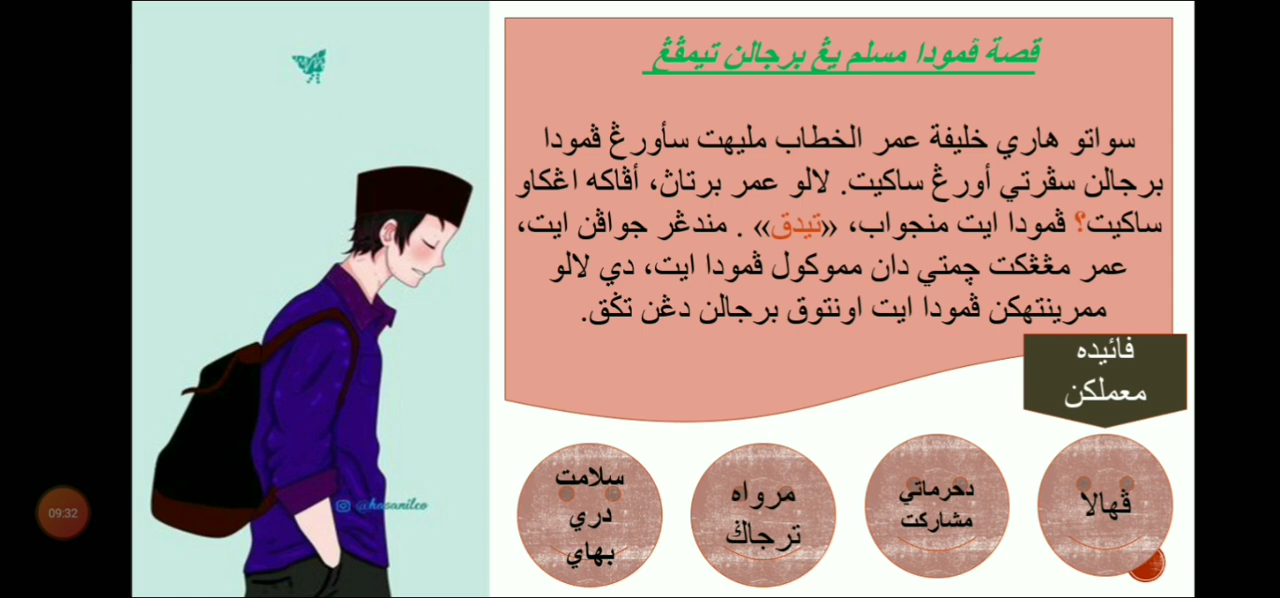 قصة ڤمودا مسلم يڠ برجالن تيمڤڠ
سواتو هاري خليفة عمر الخطاب مليهت سأورڠ ڤمودا
برجالن سڤرتي أورڠ ساكيت. لالو عمر برتاڽ، أڤاكه اڠكاو
ساكيت؟ ڤمودا ايت منجواب، «تيدق» . مندڠر جواڤن ايت،
عمر مڠڠكت چمتي دان مموكول ڤمودا ايت، دي لالو
ممرينتهكن ڤمودا ايت اونتوق برجالن دڠن تڬق.
فائيده
معملكن
ڤهالا
دحرماتي
مشاركت
مرواه
ترجاڬ
سلامت
دري
بهاي
@hasanilco
09:32